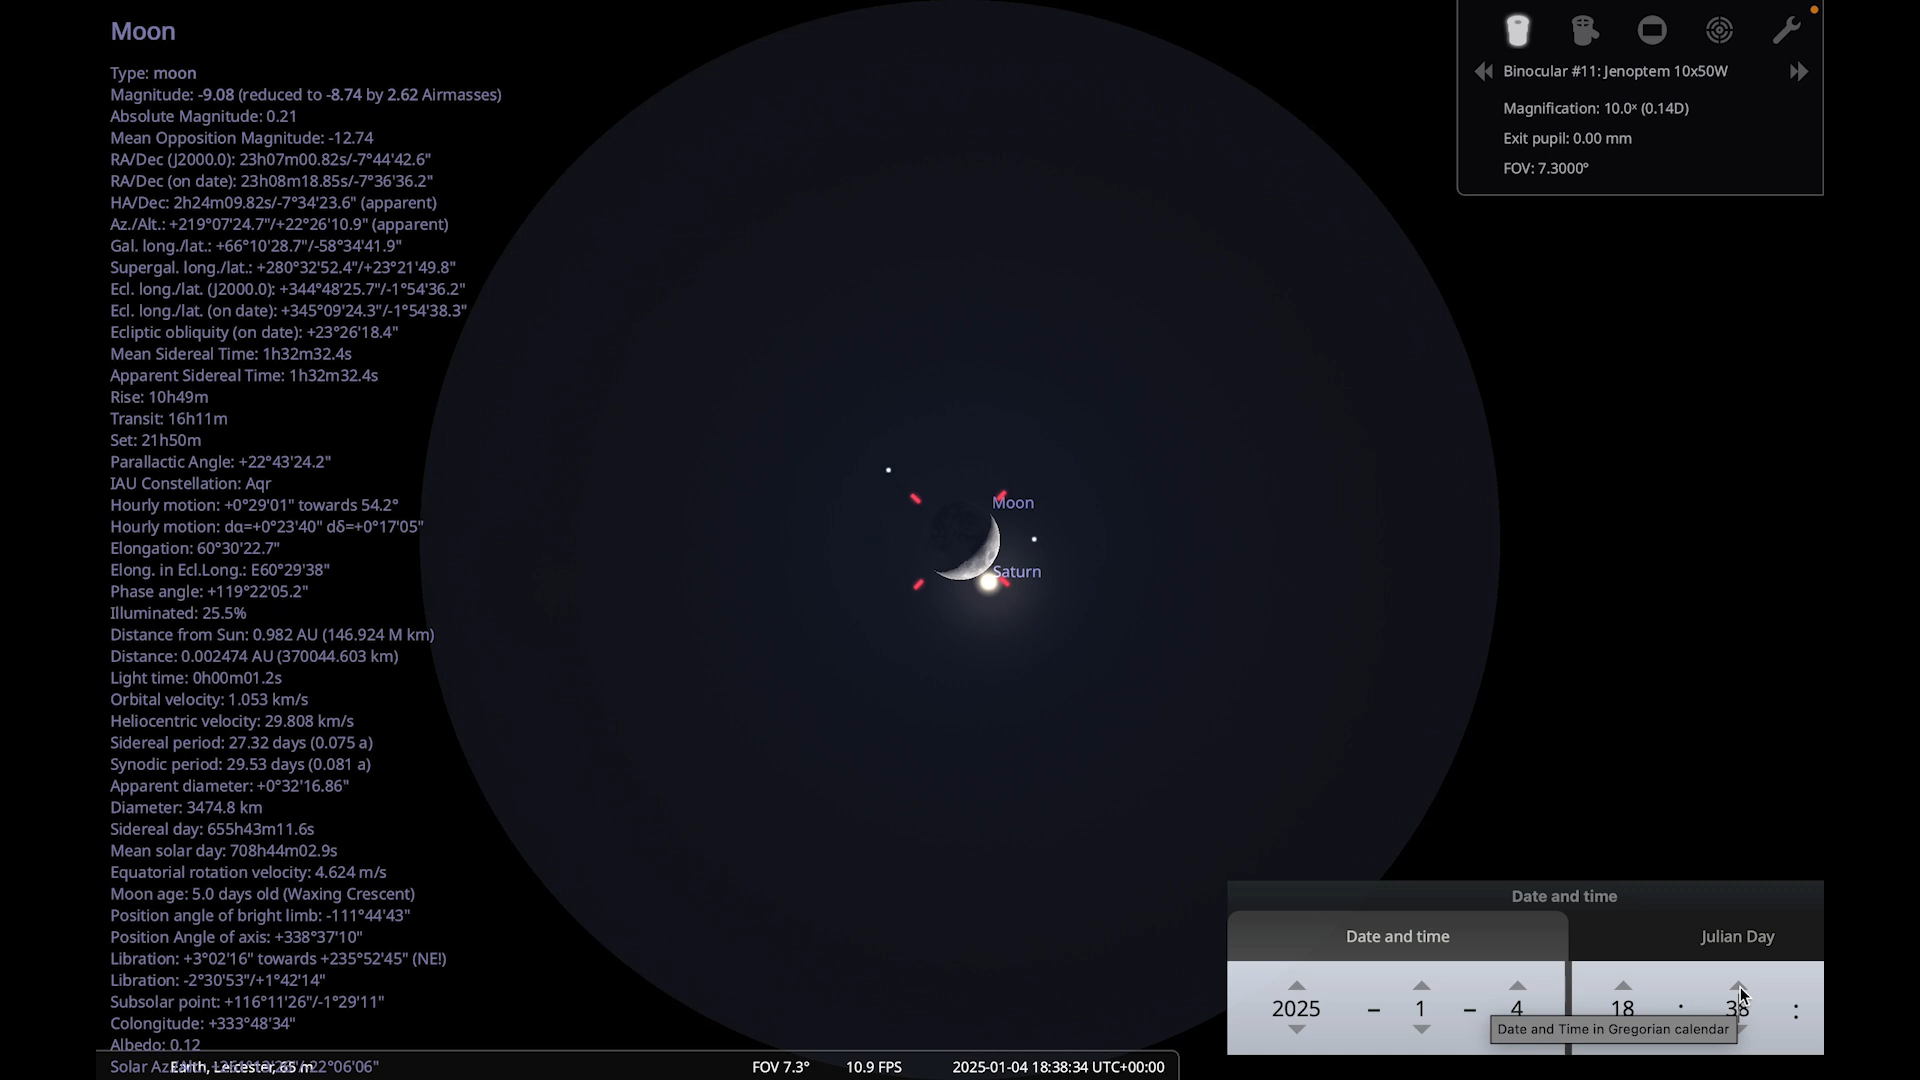 Moon
Type: moon
Magnitude: -9.08 (reduced to -8.74 by 2.62 Airmasses)
Absolute Magnitude: 0.21
Mean Opposition Magnitude: -12.74
RA/Dec (J2000.0): 23h07m00.82s/-7°44'42.6"
RA/Dec (on date): 23h08m18.85s/-7°36'36.2"
HA/Dec: 2h24m09.82s/-7°34'23.6" (apparent)
Az./Alt.: +219°07'24.7"/+22°26'10.9" (apparent)
Gal. long./lat.: +66°10'28.7"/-58°34'41.9"
Supergal. long./lat.: +280°32'52.4"/+23°21'49.8"
Ecl. long./lat. (J2000.0): +344°48'25.7"/-1°54'36.2"
Ecl. long./lat. (on date): +345°09'24.3"/-1°54'38.3"
Ecliptic obliquity (on date): +23°26'18.4"
Mean Sidereal Time: 1h32m32.4s
Apparent Sidereal Time: 1h32m32.4s
Rise: 10h49m
Transit: 16h11m
Set: 21h50m
Parallactic Angle: +22°43'24.2"
IAU Constellation: Aqr
Hourly motion: +0°29'01" towards 54.2°
Hourly motion: dα=+0°23'40" dδ=+0°17'05"
Elongation: 60°30'22.7"
Elong. in Ecl.Long.: E60°29'38"
Phase angle: +119°22'05.2"
Illuminated: 25.5%
Distance from Sun: 0.982 AU (146.924 M km)
Distance: 0.002474 AU (370044.603 km)
Light time: 0h00m01.2s
Orbital velocity: 1.053 km/s
Heliocentric velocity: 29.808 km/s
Sidereal period: 27.32 days (0.075 a)
Synodic period: 29.53 days (0.081 a)
Apparent diameter: +0°32'16.86"
Diameter: 3474.8 km
Sidereal day: 655h43m11.6s
Mean solar day: 708h44m02.9s
Equatorial rotation velocity: 4.624 m/s
Moon age: 5.0 days old (Waxing Crescent)
Position angle of bright limb: -111°44'43"
Position Angle of axis: +338°37'10"
Libration: +3°02'16" towards +235°52'45" (NE!)
Libration: -2°30'53"/+1°42'14"
Subsolar point: +116°11'26"/-1°29'11"
Colongitude: +333°48'34"
Albedo: 0.12
Solar Az
22°06'06"
Earth, Leicester, 65 m
FOV 7.3°
10.9 FPS
2025-01-04 18:38:34 UTC+00:00
Moon
Saturn
Binocular #11: Jenoptem 10x50W
Magnification: 10.0ˣ (0.14D)
Exit pupil: 0.00 mm
FOV: 7.3000°
Date and time
Date and time
Julian Day
2025 – 1 – 4 18 : 38 :
Date and Time in Gregorian calendar